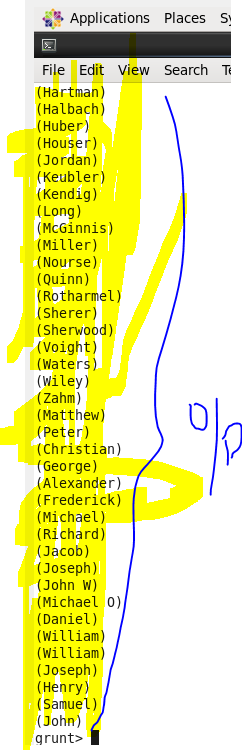 Applications Places Sy
File Edit View Search Te
(Hartman)
(Halbach)
(Huber)
(Houser)
(Jordan)
(Keubler)
(Kendig)
(Long)
(McGinnis)
(Miller)
(Nourse)
(Quinn)
(Rotharmel)
(Sherer)
(Sherwood)
(Voight)
(Waters)
(Wiley)
(Zahm)
(Matthew)
(Peter)
(Christian)
(George)
(Alexander)
(Frederick)
(Michael)
(Richard)
(Jacob)
(Joseph)
(John W)
(Michael O)
(Daniel)
(William)
(William)
(Joseph)
(Henry)
(Samuel)
(John)
grunt>
o/p